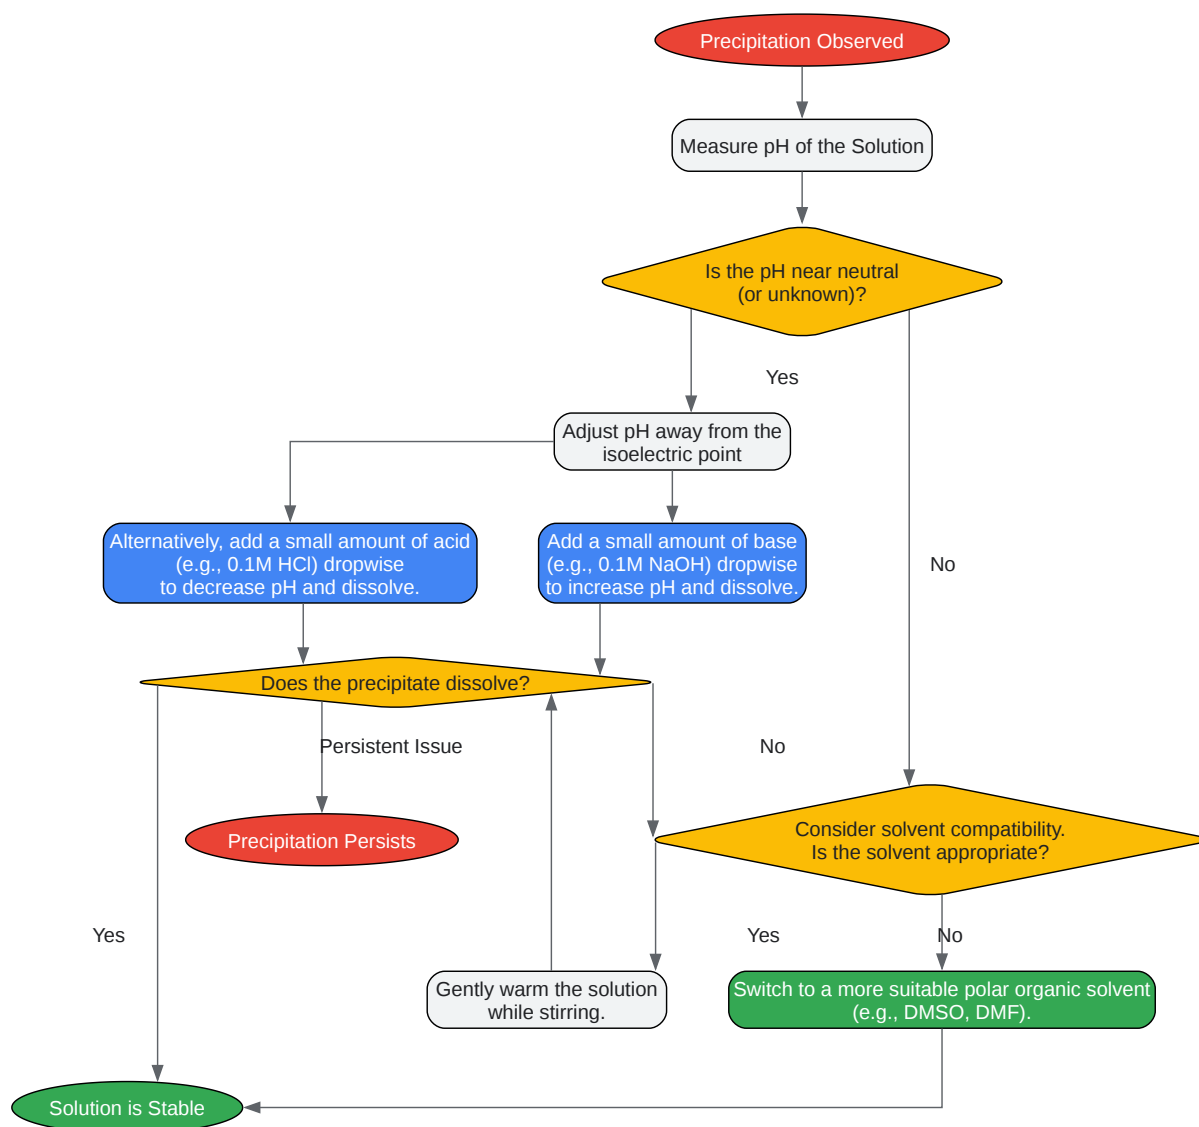 Precipitation Observed
Measure pH of the Solution
Is the pH near neutral
(or unknown)?
Yes
Adjust pH away from the
isoelectric point
Alternatively, add a small amount of acid
(e.g., 0.1M HCl) dropwise
to decrease pH and dissolve.
Add a small amount of base
(e.g., 0.1M NaOH) dropwise
to increase pH and dissolve.
No
Does the precipitate dissolve?
Persistent Issue
No
Precipitation Persists
Consider solvent compatibility.
Is the solvent appropriate?
Yes
Yes
No
Gently warm the solution
while stirring.
Switch to a more suitable polar organic solvent
(e.g., DMSO, DMF).
Solution is Stable